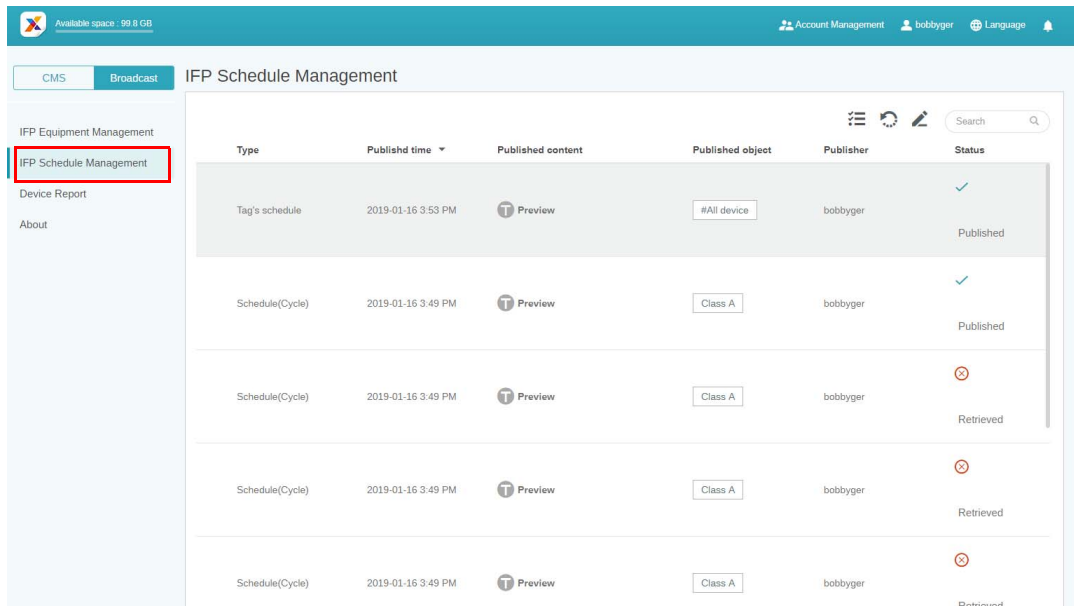 Available space : 99.8 GB
Account Management bobbyger Language
CMS Broadcast
IFP Schedule Management
IFP Equipment Management
IFP Schedule Management
Device Report
About
Search
Type Publishd time Published content Published object Publisher Status
Tag's schedule 2019-01-16 3:53 PM T Preview #All device bobbyger Published
Schedule(Cycle) 2019-01-16 3:49 PM T Preview Class A bobbyger Published
Schedule(Cycle) 2019-01-16 3:49 PM T Preview Class A bobbyger Retrieved
Schedule(Cycle) 2019-01-16 3:49 PM T Preview Class A bobbyger Retrieved
Schedule(Cycle) 2019-01-16 3:49 PM T Preview Class A bobbyger Retrieved